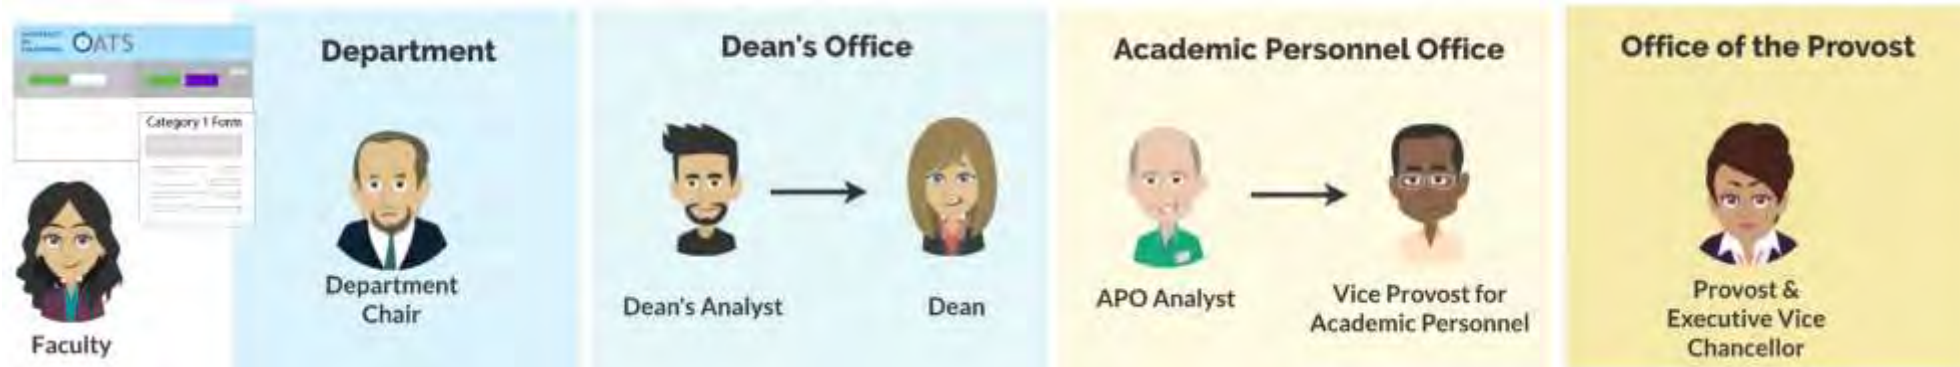 OATS
Category 1 Form
Faculty
Department
Department
Chair
Dean's Office
Dean's Analyst
Dean
Academic Personnel Office
APO Analyst
Vice Provost for
Academic Personnel
Office of the Provost
Provost &
Executive Vice
Chancellor